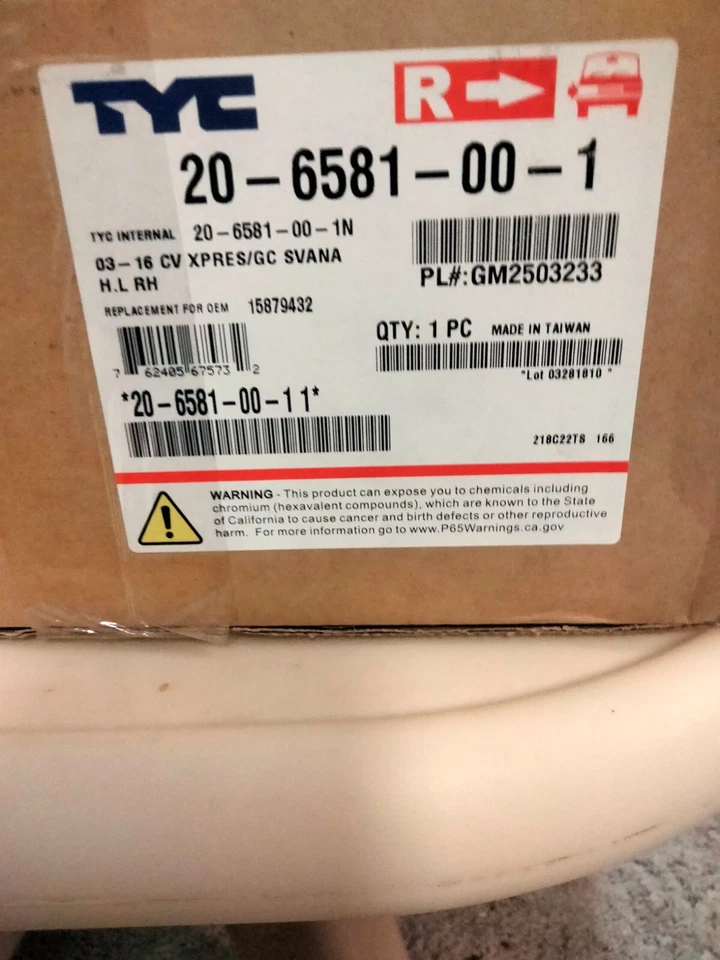 TYC
R
20-6581-00-1
TYC INTERNAL 20-6581-00-1N
03-16 CV XPRES/GC SVANA
H.L RH
PL#:GM2503233
REPLACEMENT FOR OEM 15879432
QTY: 1 PC MADE IN TAIWAN
7 62405 67573 2
"Lot 03281810 "
*20-6581-00-1 1*
218C22TS 166
WARNING - This product can expose you to chemicals including
chromium (hexavalent compounds), which are known to the State
of California to cause cancer and birth defects or other reproductive
harm. For more information go to www.P65Warnings.ca.gov